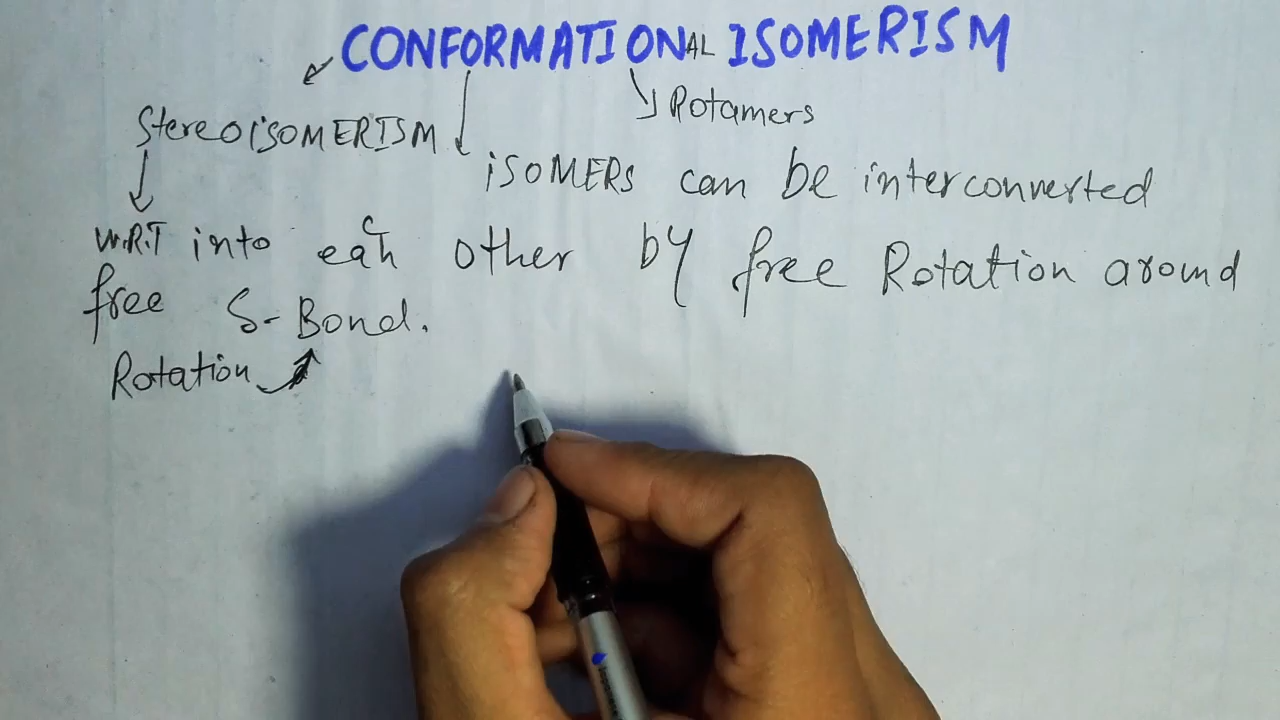 CONFORMATIONAL ISOMERISM
StereoisOMERISM
Rotamers
isOMERS can be interconverted
W.R.T into each other by free Rotation around
free S-Bond.
Rotation